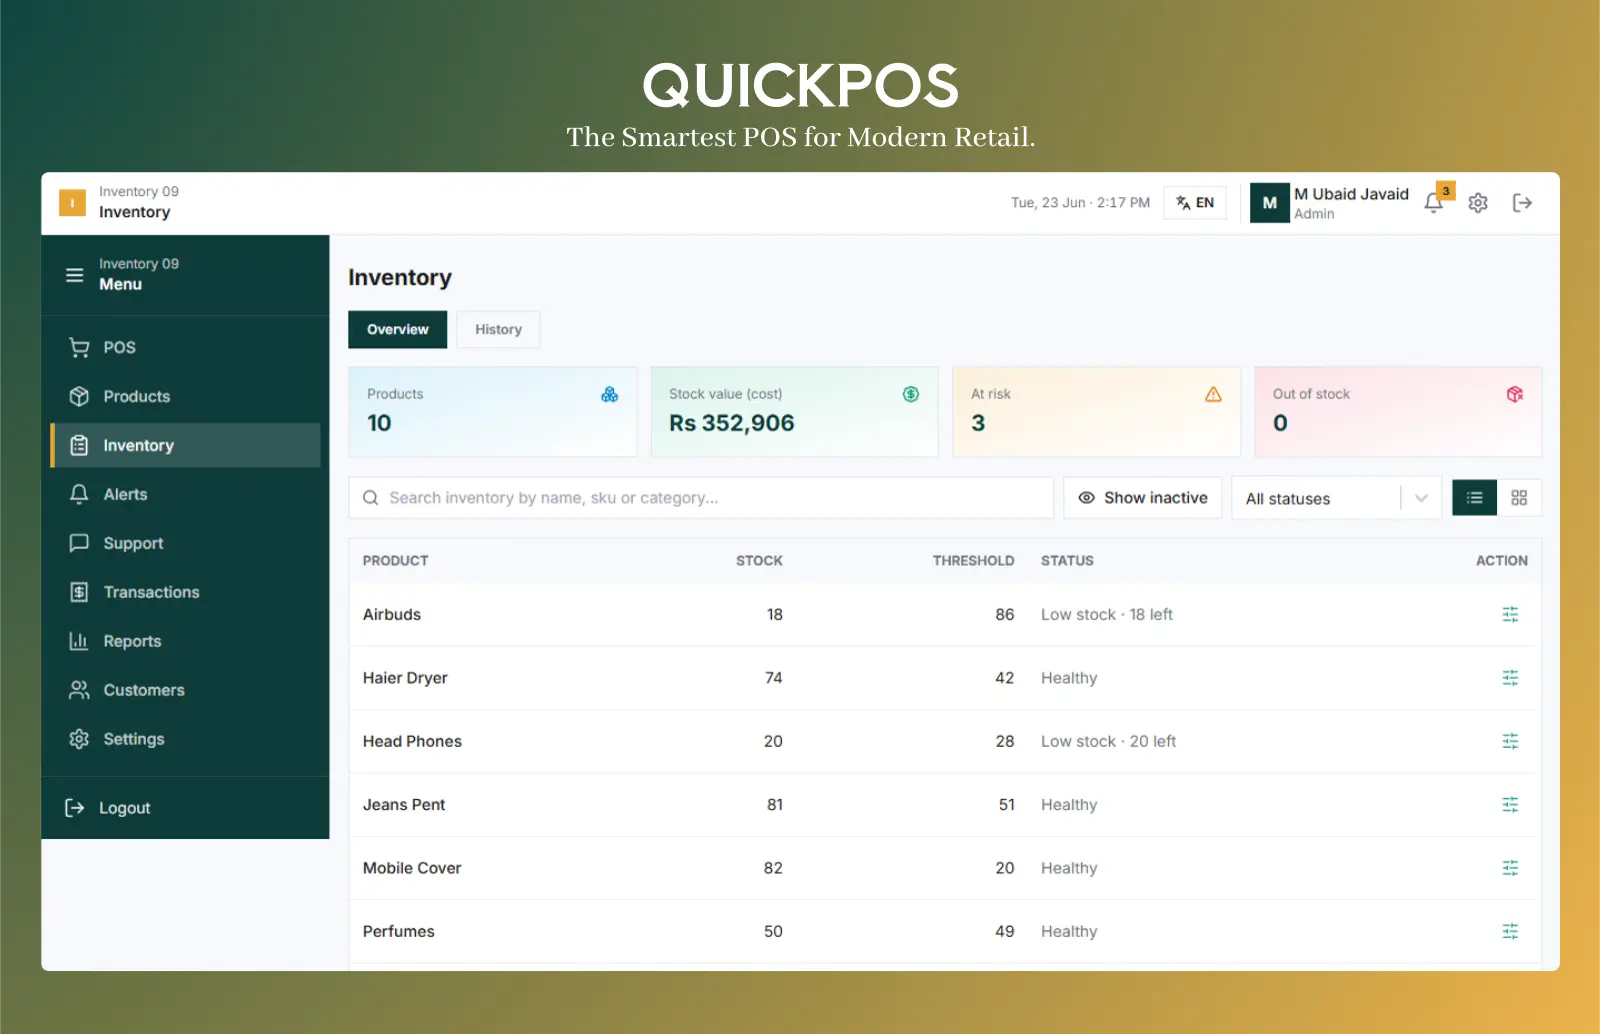 QUICKPOS
The Smartest POS for Modern Retail.
I
Inventory 09
Inventory
Tue, 23 Jun · 2:17 PM
EN
M
M Ubaid Javaid
Admin
3
Inventory 09
Menu
POS
Products
Inventory
Alerts
Support
Transactions
Reports
Customers
Settings
Logout
Inventory
Overview
History
Products
10
Stock value (cost)
Rs 352,906
At risk
3
Out of stock
0
Search inventory by name, sku or category...
Show inactive
All statuses
PRODUCT STOCK THRESHOLD STATUS ACTION
Airbuds 18 86 Low stock · 18 left
Haier Dryer 74 42 Healthy
Head Phones 20 28 Low stock · 20 left
Jeans Pent 81 51 Healthy
Mobile Cover 82 20 Healthy
Perfumes 50 49 Healthy